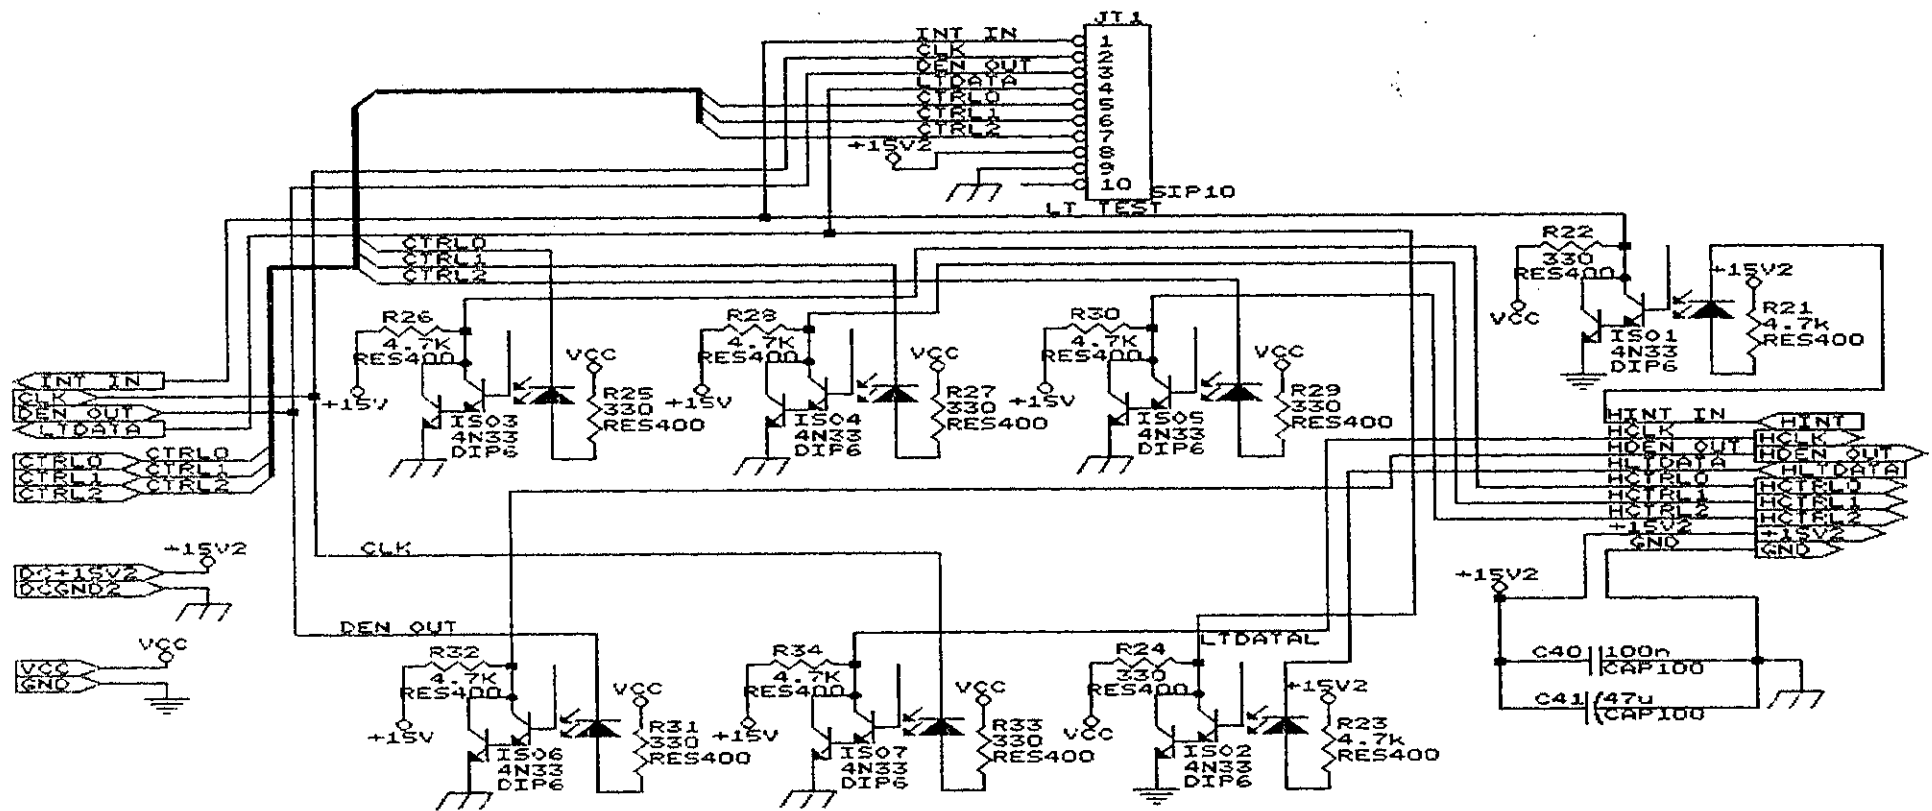 JT1
INT IN
CLK
DEN OUT
LTDATA
CTRL0
CTRL1
CTRL2
+15V2
1
2
3
4
5
6
7
8
9
10
SIP10
LT TEST
CTRL0
CTRL1
CTRL2
R22
330
RES400
VCC
ISO1
4N33
DIP6
+15V2
R21
4.7k
RES400
R26
4.7K
RES400
+15V
ISO3
4N33
DIP6
VCC
R25
330
RES400
R28
4.7K
RES400
+15V
ISO4
4N33
DIP6
VCC
R27
330
RES400
R30
4.7K
RES400
+15V
ISO5
4N33
DIP6
VCC
R29
330
RES400
INT IN
CLK
DEN OUT
LTDATA
CTRL0 CTRL0
CTRL1 CTRL1
CTRL2 CTRL2
HINT IN HINT
HCLK HCLK
HDEN OUT HDEN OUT
HLTDATA HLTDATA
HCTRL0 HCTRL0
HCTRL1 HCTRL1
HCTRL2 HCTRL2
+15V2 +15V2
GND GND
+15V2
DC+15V2
DCGND2
VCC
VCC
GND
CLK
DEN OUT
LTDATAL
R32
4.7K
RES400
+15V
ISO6
4N33
DIP6
VCC
R31
330
RES400
R34
4.7K
RES400
+15V
ISO7
4N33
DIP6
VCC
R33
330
RES400
R24
330
RES400
VCC
ISO2
4N33
DIP6
+15V2
R23
4.7k
RES400
+15V2
C40 100n
CAP100
C41 47u
CAP100